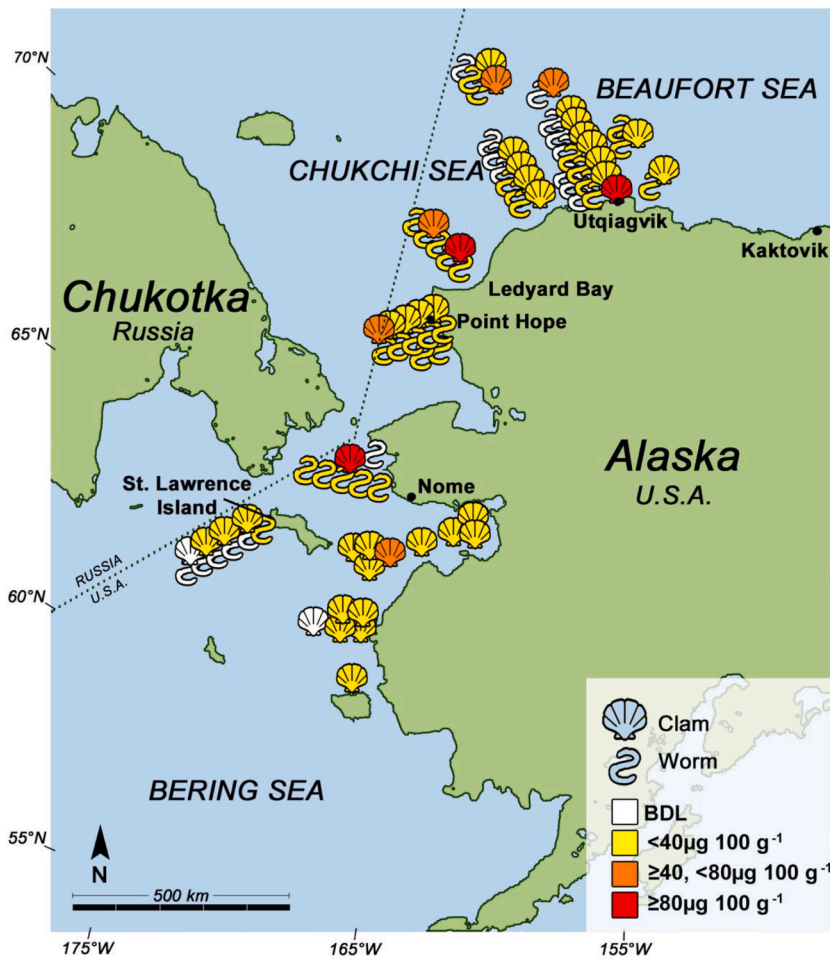 70°N
BEAUFORT SEA
CHUKCHI SEA
Utqiagvik
Kaktovik
Chukotka
Russia
Ledyard Bay
Point Hope
65°N
Alaska
U.S.A.
St. Lawrence
Island
Nome
RUSSIA
U.S.A.
60°N
BERING SEA
55°N
N
500 km
Clam
Worm
BDL
<40µg 100 g⁻¹
≥40, <80µg 100 g⁻¹
≥80µg 100 g⁻¹
175°W
165°W
155°W